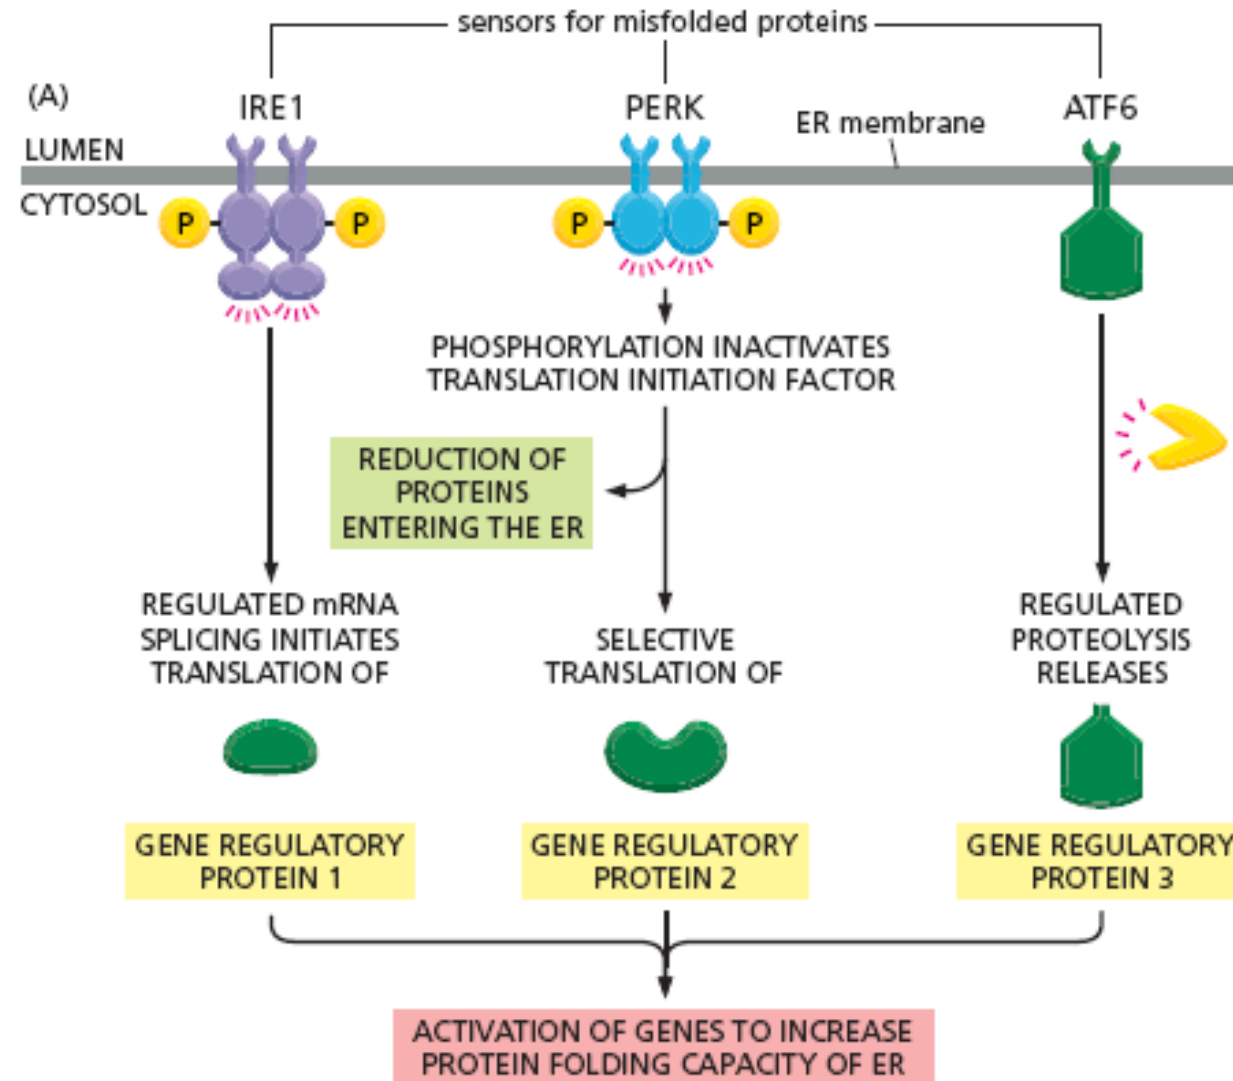 sensors for misfolded proteins
(A)
IRE1
PERK
ER membrane
ATF6
LUMEN
CYTOSOL
P
P
P
P
PHOSPHORYLATION INACTIVATES
TRANSLATION INITIATION FACTOR
REDUCTION OF
PROTEINS
ENTERING THE ER
REGULATED mRNA
SPLICING INITIATES
TRANSLATION OF
SELECTIVE
TRANSLATION OF
REGULATED
PROTEOLYSIS
RELEASES
GENE REGULATORY
PROTEIN 1
GENE REGULATORY
PROTEIN 2
GENE REGULATORY
PROTEIN 3
ACTIVATION OF GENES TO INCREASE
PROTEIN FOLDING CAPACITY OF ER